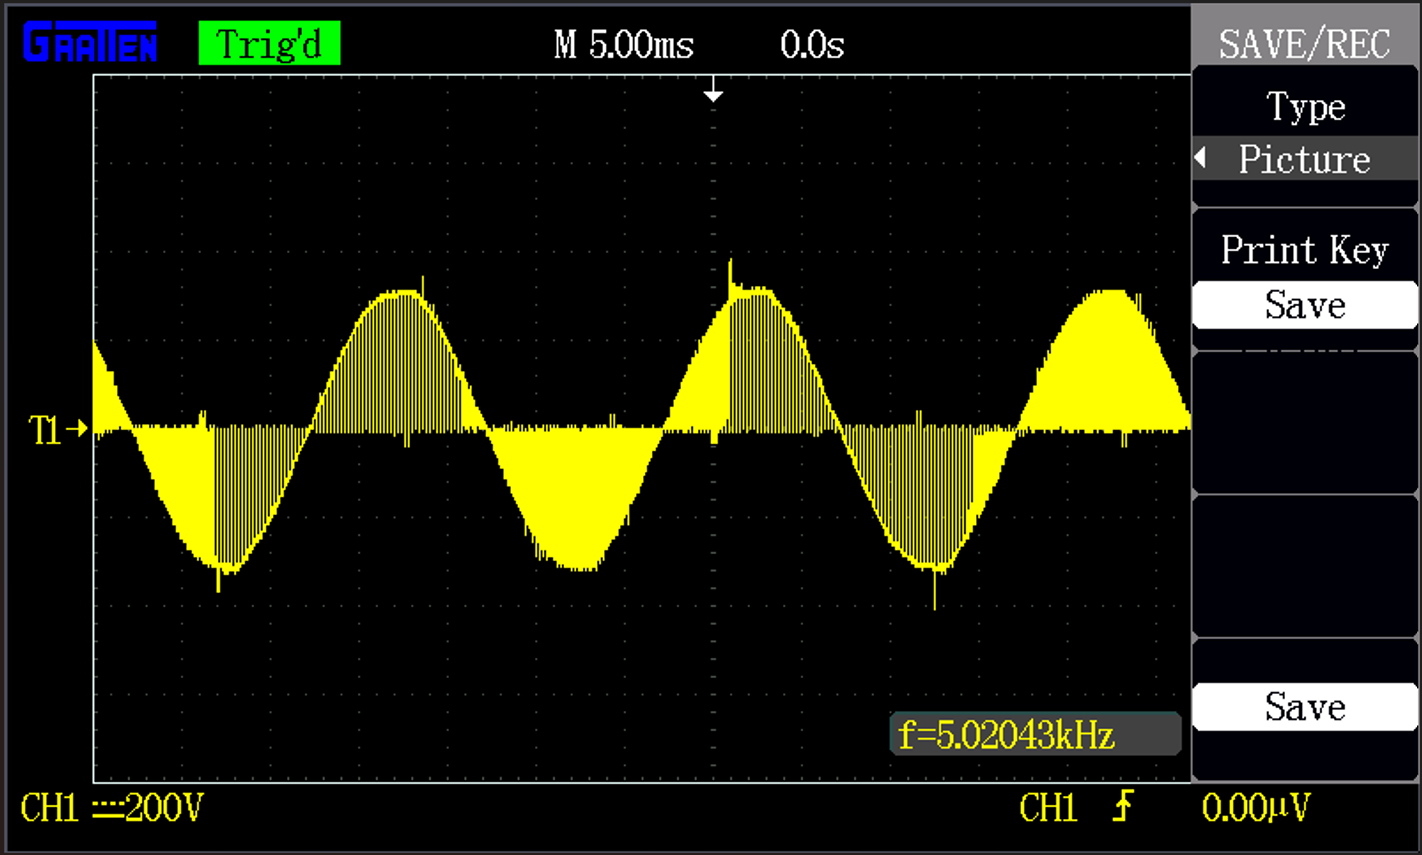 GRATTEN Trig'd M 5.00ms 0.0s SAVE/REC
Type
Picture
Print Key
Save
T1
Save
f=5.02043kHz
CH1 200V CH1 0.00μV